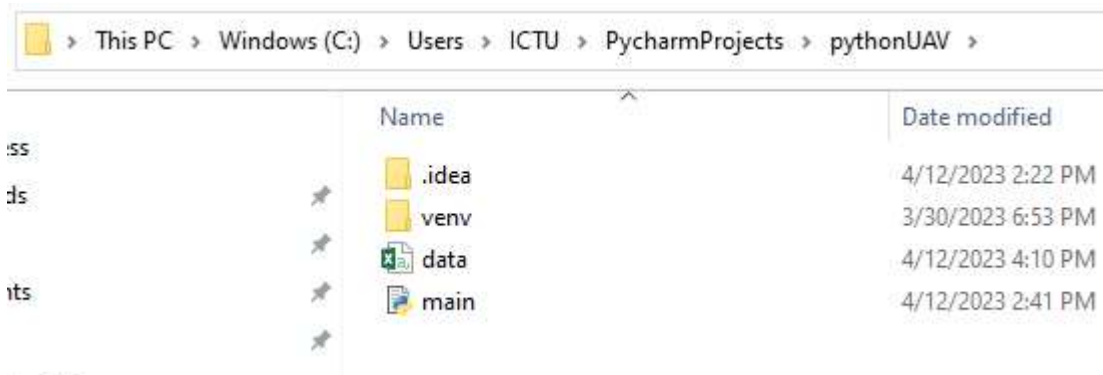 This PC > Windows (C:) > Users > ICTU > PycharmProjects > pythonUAV >
Name Date modified
ess
ds
nts
.idea 4/12/2023 2:22 PM
venv 3/30/2023 6:53 PM
data 4/12/2023 4:10 PM
main 4/12/2023 2:41 PM